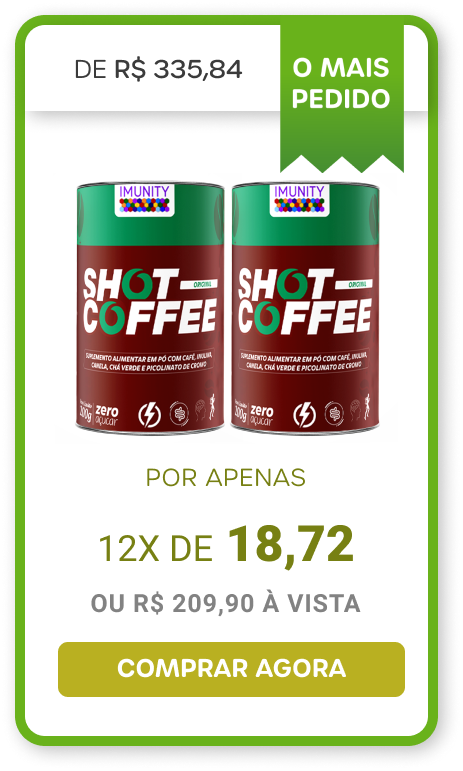 DE R$ 335,84
O MAIS
PEDIDO
IMUNITY
IMUNITY
SHOT
ORIGINAL
COFFEE
SUPLEMENTO ALIMENTAR EM PÓ COM CAFÉ, INULINA,
CANELA, CHÁ VERDE E PICOLINATO DE CROMO
200g zero
açúcar
SHOT
ORIGINAL
COFFEE
SUPLEMENTO ALIMENTAR EM PÓ COM CAFÉ, INULINA,
CANELA, CHÁ VERDE E PICOLINATO DE CROMO
200g zero
açúcar
POR APENAS
12X DE 18,72
OU R$ 209,90 À VISTA
COMPRAR AGORA